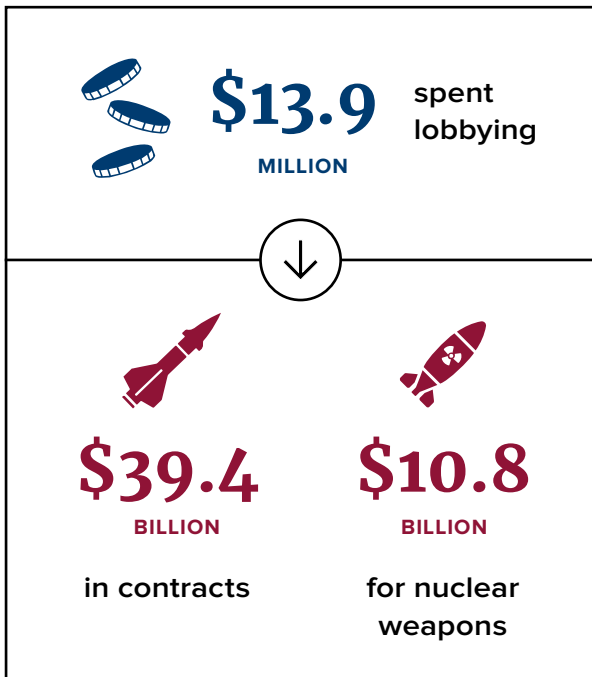 $13.9
MILLION
spent
lobbying
$39.4
BILLION
in contracts
$10.8
BILLION
for nuclear
weapons